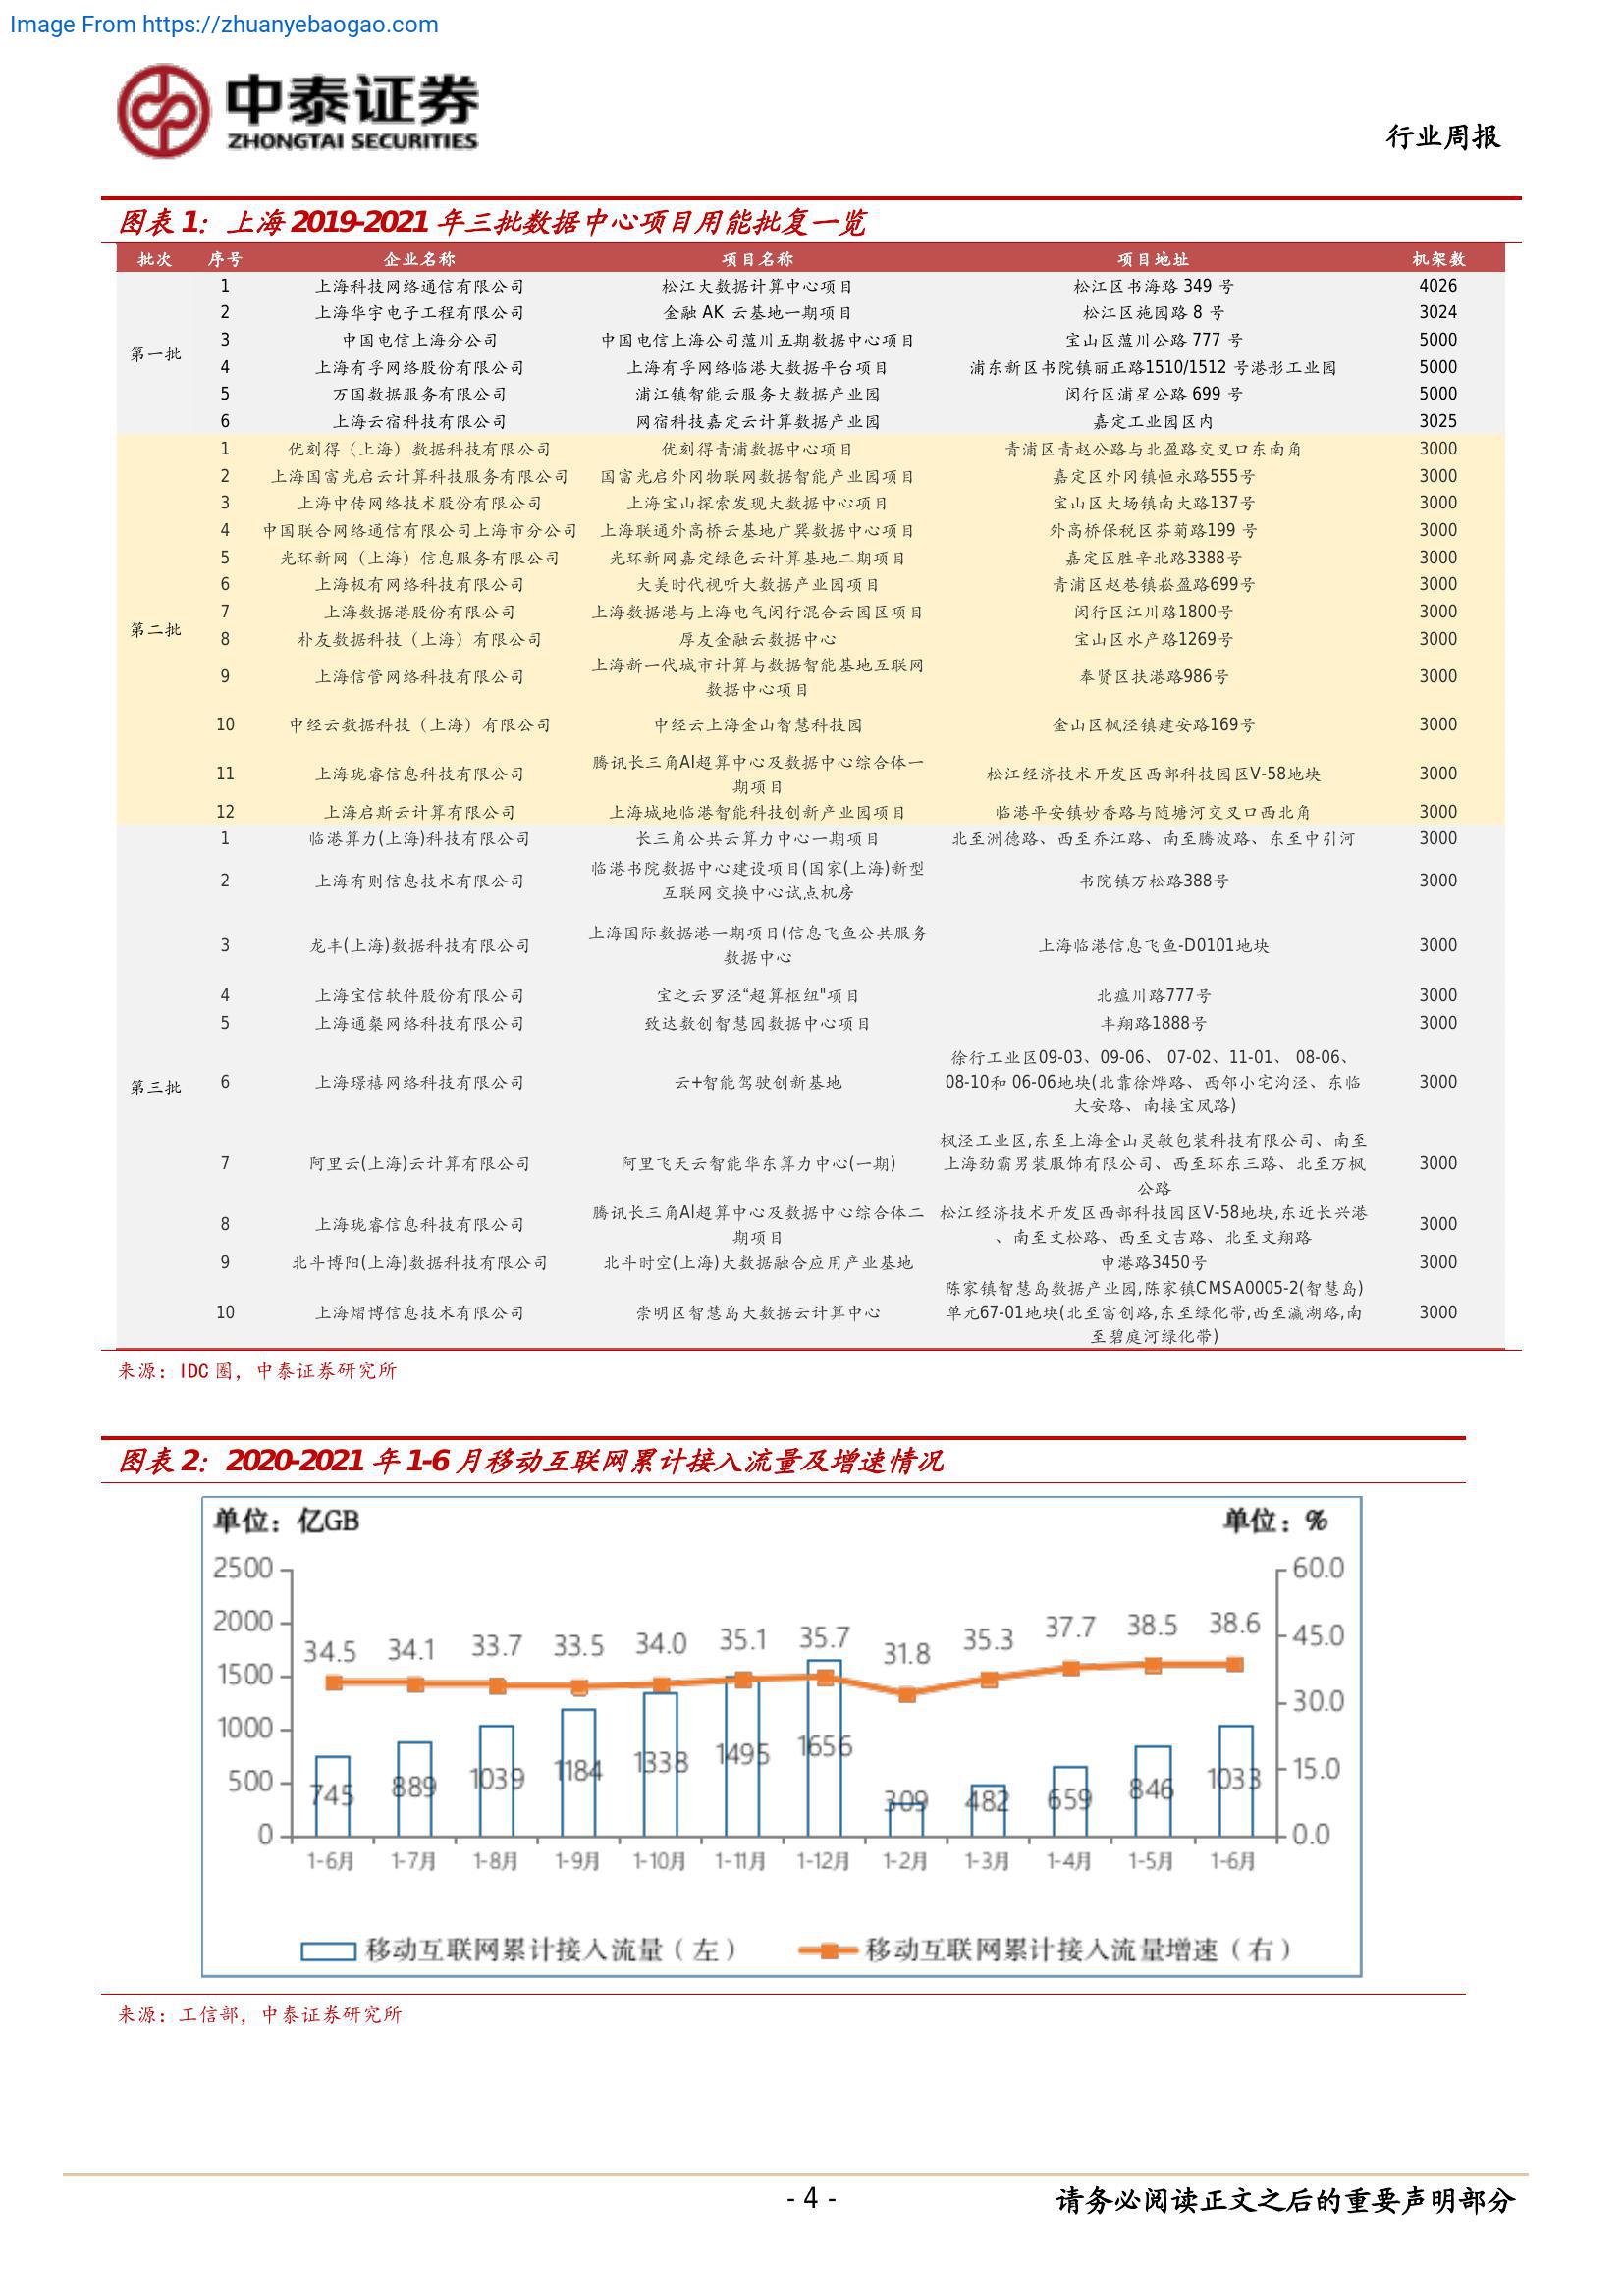 Image From https://zhuanyebaogao.com
中泰证券
ZHONGTAI SECURITIES
行业周报
图表 1：上海 2019-2021 年三批数据中心项目用能批复一览
批次 序号 企业名称 项目名称 项目地址 机架数
第一批
1 上海科技网络通信有限公司 松江大数据计算中心项目 松江区书海路 349 号 4026
2 上海华宇电子工程有限公司 金融 AK 云基地一期项目 松江区施园路 8 号 3024
3 中国电信上海分公司 中国电信上海公司蕰川五期数据中心项目 宝山区蕰川公路 777 号 5000
4 上海有孚网络股份有限公司 上海有孚网络临港大数据平台项目 浦东新区书院镇丽正路1510/1512 号港彤工业园 5000
5 万国数据服务有限公司 浦江镇智能云服务大数据产业园 闵行区浦星公路 699 号 5000
6 上海云宿科技有限公司 网宿科技嘉定云计算数据产业园 嘉定工业园区内 3025
第二批
1 优刻得（上海）数据科技有限公司 优刻得青浦数据中心项目 青浦区青赵公路与北盈路交叉口东南角 3000
2 上海国富光启云计算科技服务有限公司 国富光启外冈物联网数据智能产业园项目 嘉定区外冈镇恒永路555号 3000
3 上海中传网络技术股份有限公司 上海宝山探索发现大数据中心项目 宝山区大场镇南大路137号 3000
4 中国联合网络通信有限公司上海市分公司 上海联通外高桥云基地广巽数据中心项目 外高桥保税区芬菊路199 号 3000
5 光环新网（上海）信息服务有限公司 光环新网嘉定绿色云计算基地二期项目 嘉定区胜辛北路3388号 3000
6 上海极有网络科技有限公司 大美时代视听大数据产业园项目 青浦区赵巷镇崧盈路699号 3000
7 上海数据港股份有限公司 上海数据港与上海电气闵行混合云园区项目 闵行区江川路1800号 3000
8 朴友数据科技（上海）有限公司 厚友金融云数据中心 宝山区水产路1269号 3000
9 上海信管网络科技有限公司 上海新一代城市计算与数据智能基地互联网 奉贤区扶港路986号 3000
数据中心项目
10 中经云数据科技（上海）有限公司 中经云上海金山智慧科技园 金山区枫泾镇建安路169号 3000
11 上海珑睿信息科技有限公司 腾讯长三角AI超算中心及数据中心综合体一 松江经济技术开发区西部科技园区V-58地块 3000
期项目
12 上海启斯云计算有限公司 上海城地临港智能科技创新产业园项目 临港平安镇妙香路与随塘河交叉口西北角 3000
第三批
1 临港算力(上海)科技有限公司 长三角公共云算力中心一期项目 北至洲德路、西至乔江路、南至腾波路、东至中引河 3000
2 上海有则信息技术有限公司 临港书院数据中心建设项目(国家(上海)新型 书院镇万松路388号 3000
互联网交换中心试点机房
3 龙丰(上海)数据科技有限公司 上海国际数据港一期项目(信息飞鱼公共服务 上海临港信息飞鱼-D0101地块 3000
数据中心
4 上海宝信软件股份有限公司 宝之云罗泾“超算枢纽"项目 北瘟川路777号 3000
5 上海通粲网络科技有限公司 致达数创智慧园数据中心项目 丰翔路1888号 3000
6 上海璟禧网络科技有限公司 云+智能驾驶创新基地 徐行工业区09-03、09-06、 07-02、11-01、 08-06、 3000
08-10和 06-06地块(北靠徐烨路、西邻小宅沟泾、东临
大安路、南接宝凤路)
7 阿里云(上海)云计算有限公司 阿里飞天云智能华东算力中心(一期) 枫泾工业区,东至上海金山灵敏包装科技有限公司、南至 3000
上海劲霸男装服饰有限公司、西至环东三路、北至万枫
公路
8 上海珑睿信息科技有限公司 腾讯长三角AI超算中心及数据中心综合体二 松江经济技术开发区西部科技园区V-58地块,东近长兴港 3000
期项目 、南至文松路、西至文吉路、北至文翔路
9 北斗博阳(上海)数据科技有限公司 北斗时空(上海)大数据融合应用产业基地 申港路3450号 3000
10 上海熠博信息技术有限公司 崇明区智慧岛大数据云计算中心 陈家镇智慧岛数据产业园,陈家镇CMSA0005-2(智慧岛) 3000
单元67-01地块(北至富创路,东至绿化带,西至瀛湖路,南
至碧庭河绿化带)
来源：IDC 圈，中泰证券研究所
图表 2：2020-2021 年 1-6 月移动互联网累计接入流量及增速情况
单位：亿GB 单位：%
2500 2000 1500 1000 500 0
60.0 45.0 30.0 15.0 0.0
34.5 34.1 33.7 33.5 34.0 35.1 35.7 31.8 35.3 37.7 38.5 38.6
745 889 1039 1184 1338 1495 1656 309 482 659 846 1033
1-6月 1-7月 1-8月 1-9月 1-10月 1-11月 1-12月 1-2月 1-3月 1-4月 1-5月 1-6月
移动互联网累计接入流量（左） 移动互联网累计接入流量增速（右）
来源：工信部，中泰证券研究所
- 4 -
请务必阅读正文之后的重要声明部分